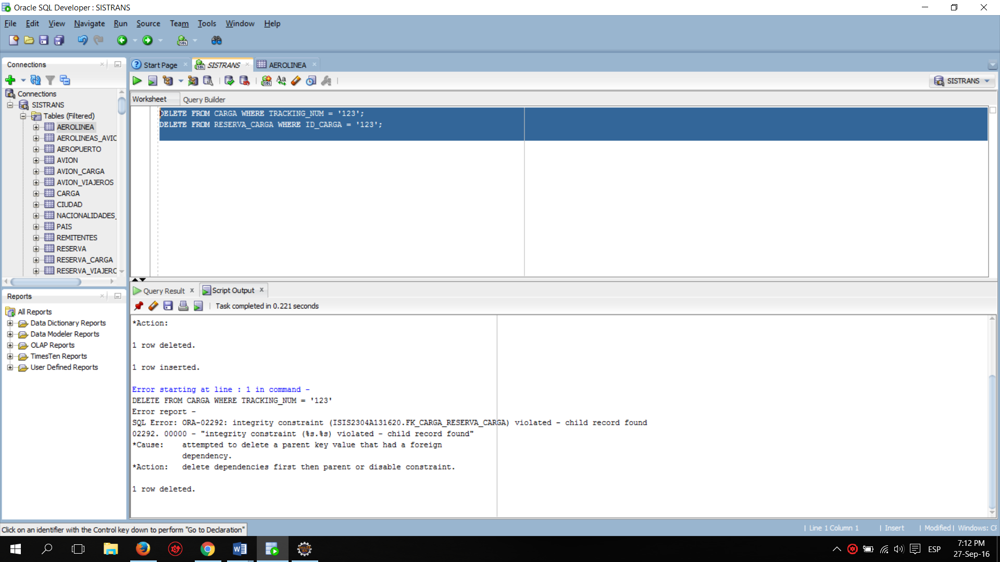 Oracle SQL Developer : SISTRANS
File Edit View Navigate Run Source Team Tools Window Help
Connections
Start Page
SISTRANS
AEROLINEA
SISTRANS
Connections
SISTRANS
Tables (Filtered)
AEROLINEA
AEROLINEAS_AVIC
AEROPUERTO
AVION
AVION_CARGA
AVION_VIAJEROS
CARGA
CIUDAD
NACIONALIDADES_
PAIS
REMITENTES
RESERVA
RESERVA_CARGA
RESERVA_VIAJERC
Worksheet Query Builder
DELETE FROM CARGA WHERE TRACKING_NUM = '123';
DELETE FROM RESERVA_CARGA WHERE ID_CARGA = '123';
Reports
All Reports
Data Dictionary Reports
Data Modeler Reports
OLAP Reports
TimesTen Reports
User Defined Reports
Query Result Script Output
Task completed in 0.221 seconds
*Action:
1 row deleted.
1 row inserted.
Error starting at line : 1 in command -
DELETE FROM CARGA WHERE TRACKING_NUM = '123'
Error report -
SQL Error: ORA-02292: integrity constraint (ISIS2304A131620.FK_CARGA_RESERVA_CARGA) violated - child record found
02292. 00000 - "integrity constraint (%s.%s) violated - child record found"
*Cause: attempted to delete a parent key value that had a foreign
dependency.
*Action: delete dependencies first then parent or disable constraint.
1 row deleted.
Click on an identifier with the Control key down to perform "Go to Declaration"
Line 1 Column 1 Insert Modified Windows: CF
ESP
7:12 PM
27-Sep-16